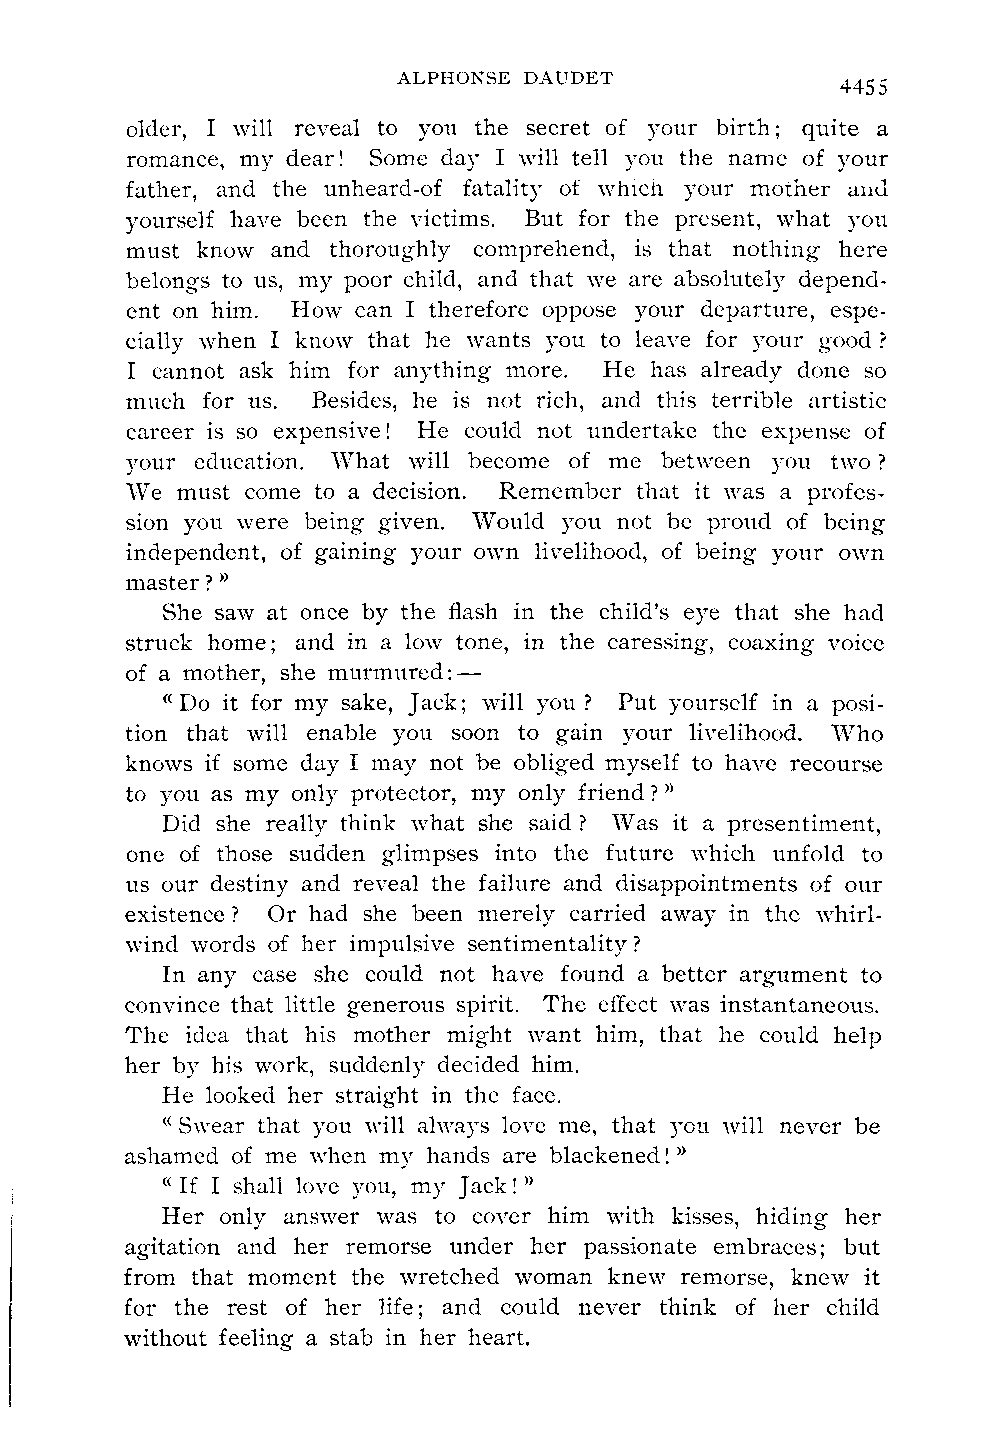 ALPHONSE DAUDET
4455
older, I will reveal to you the secret of your birth; quite a
romance, my dear! Some day I will tell you the name of your
father, and the unheard-of fatality of which your mother and
yourself have been the victims. But for the present, what you
must know and thoroughly comprehend, is that nothing here
belongs to us, my poor child, and that we are absolutely depend-
ent on him. How can I therefore oppose your departure, espe-
cially when I know that he wants you to leave for your good?
I cannot ask him for anything more. He has already done so
much for us. Besides, he is not rich, and this terrible artistic
career is so expensive! He could not undertake the expense of
your education. What will become of me between you two?
We must come to a decision. Remember that it was a profes-
sion you were being given. Would you not be proud of being
independent, of gaining your own livelihood, of being your own
master?»
She saw at once by the flash in the child's eye that she had
struck home; and in a low tone, in the caressing, coaxing voice
of a mother, she murmured:—
«Do it for my sake, Jack; will you? Put yourself in a posi-
tion that will enable you soon to gain your livelihood. Who
knows if some day I may not be obliged myself to have recourse
to you as my only protector, my only friend?»
Did she really think what she said? Was it a presentiment,
one of those sudden glimpses into the future which unfold to
us our destiny and reveal the failure and disappointments of our
existence? Or had she been merely carried away in the whirl-
wind words of her impulsive sentimentality?
In any case she could not have found a better argument to
convince that little generous spirit. The effect was instantaneous.
The idea that his mother might want him, that he could help
her by his work, suddenly decided him.
He looked her straight in the face.
«Swear that you will always love me, that you will never be
ashamed of me when my hands are blackened!»
«If I shall love you, my Jack!»
Her only answer was to cover him with kisses, hiding her
agitation and her remorse under her passionate embraces; but
from that moment the wretched woman knew remorse, knew it
for the rest of her life; and could never think of her child
without feeling a stab in her heart.